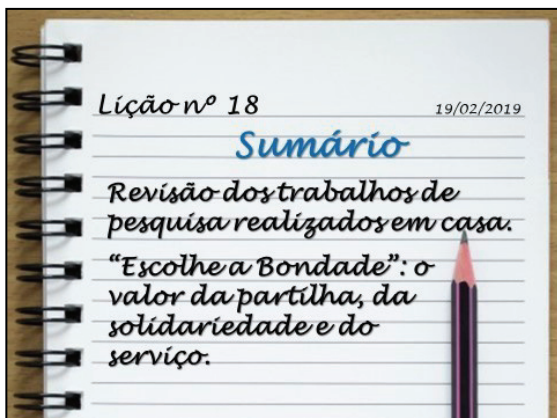 Lição nº 18
19/02/2019
Sumário
Revisão dos trabalhos de
pesquisa realizados em casa.
"Escolhe a Bondade": o
valor da partilha, da
solidariedade e do
serviço.